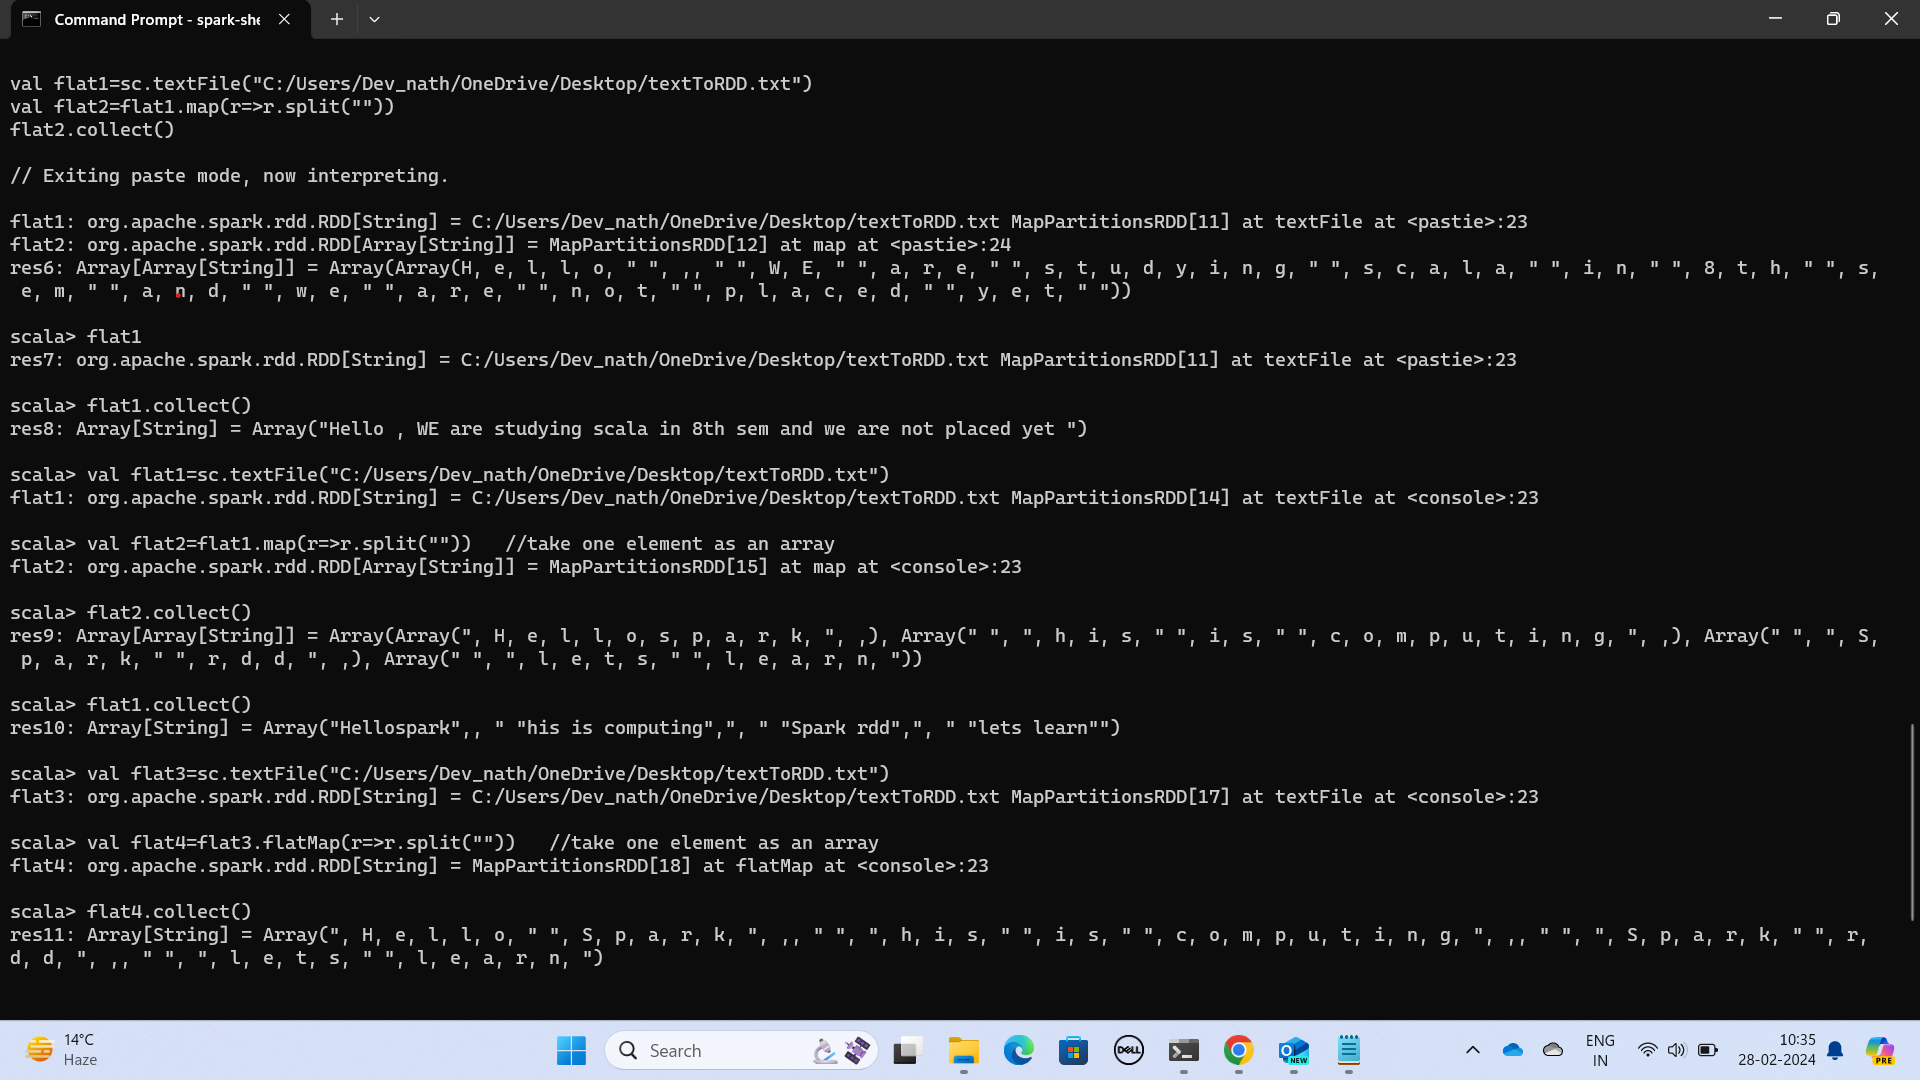 Command Prompt - spark-she
val flat1=sc.textFile("C:/Users/Dev_nath/OneDrive/Desktop/textToRDD.txt")
val flat2=flat1.map(r=>r.split(""))
flat2.collect()
// Exiting paste mode, now interpreting.
flat1: org.apache.spark.rdd.RDD[String] = C:/Users/Dev_nath/OneDrive/Desktop/textToRDD.txt MapPartitionsRDD[11] at textFile at <pastie>:23
flat2: org.apache.spark.rdd.RDD[Array[String]] = MapPartitionsRDD[12] at map at <pastie>:24
res6: Array[Array[String]] = Array(Array(H, e, l, l, o, " ", ,, " ", W, E, " ", a, r, e, " ", s, t, u, d, y, i, n, g, " ", s, c, a, l, a, " ", i, n, " ", 8, t, h, " ", s,
e, m, " ", a, n, d, " ", w, e, " ", a, r, e, " ", n, o, t, " ", p, l, a, c, e, d, " ", y, e, t, " "))
scala> flat1
res7: org.apache.spark.rdd.RDD[String] = C:/Users/Dev_nath/OneDrive/Desktop/textToRDD.txt MapPartitionsRDD[11] at textFile at <pastie>:23
scala> flat1.collect()
res8: Array[String] = Array("Hello , WE are studying scala in 8th sem and we are not placed yet ")
scala> val flat1=sc.textFile("C:/Users/Dev_nath/OneDrive/Desktop/textToRDD.txt")
flat1: org.apache.spark.rdd.RDD[String] = C:/Users/Dev_nath/OneDrive/Desktop/textToRDD.txt MapPartitionsRDD[14] at textFile at <console>:23
scala> val flat2=flat1.map(r=>r.split(""))   //take one element as an array
flat2: org.apache.spark.rdd.RDD[Array[String]] = MapPartitionsRDD[15] at map at <console>:23
scala> flat2.collect()
res9: Array[Array[String]] = Array(Array(", H, e, l, l, o, s, p, a, r, k, ", ,), Array(" ", ", h, i, s, " ", i, s, " ", c, o, m, p, u, t, i, n, g, ", ,), Array(" ", ", S,
p, a, r, k, " ", r, d, d, ", ,), Array(" ", ", l, e, t, s, " ", l, e, a, r, n, "))
scala> flat1.collect()
res10: Array[String] = Array("Hellospark",, " "his is computing",", " "Spark rdd",", " "lets learn"")
scala> val flat3=sc.textFile("C:/Users/Dev_nath/OneDrive/Desktop/textToRDD.txt")
flat3: org.apache.spark.rdd.RDD[String] = C:/Users/Dev_nath/OneDrive/Desktop/textToRDD.txt MapPartitionsRDD[17] at textFile at <console>:23
scala> val flat4=flat3.flatMap(r=>r.split(""))   //take one element as an array
flat4: org.apache.spark.rdd.RDD[String] = MapPartitionsRDD[18] at flatMap at <console>:23
scala> flat4.collect()
res11: Array[String] = Array(", H, e, l, l, o, " ", S, p, a, r, k, ", ,, " ", ", h, i, s, " ", i, s, " ", c, o, m, p, u, t, i, n, g, ", ,, " ", ", S, p, a, r, k, " ", r,
d, d, ", ,, " ", ", l, e, t, s, " ", l, e, a, r, n, ")
14°C
Haze
Search
DELL
NEW
ENG
IN
10:35
28-02-2024
PRE